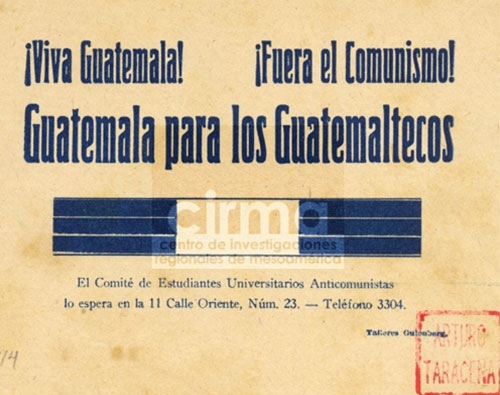 ¡Viva Guatemala! ¡Fuera el Comunismo!
Guatemala para los Guatemaltecos
cirma
centro de investigaciones
regionales de mesoamérica
El Comité de Estudiantes Universitarios Anticomunistas
lo espera en la 11 Calle Oriente, Núm. 23. — Teléfono 3304.
Talleres Gutenberg.
ARTURO
TARACENA